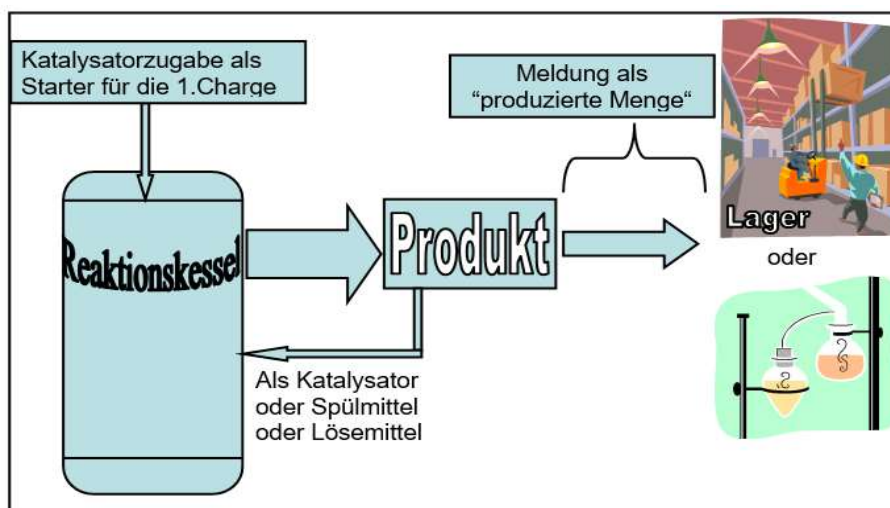 Katalysatorzugabe als
Starter für die 1.Charge
Meldung als
“produzierte Menge“
Reaktionskessel
Produkt
Lager
oder
Als Katalysator
oder Spülmittel
oder Lösemittel